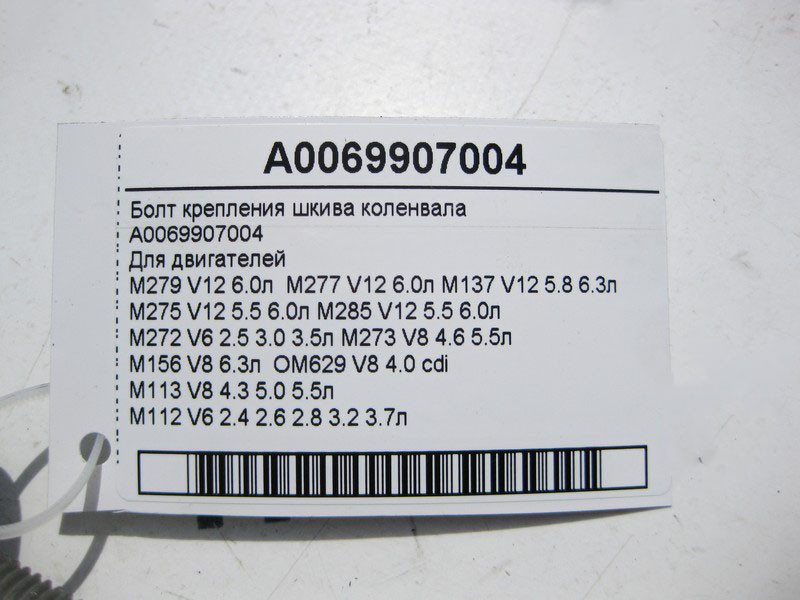 A0069907004
Болт крепления шкива коленвала
A0069907004
Для двигателей
M279 V12 6.0л  M277 V12 6.0л M137 V12 5.8 6.3л
M275 V12 5.5 6.0л M285 V12 5.5 6.0л
M272 V6 2.5 3.0 3.5л M273 V8 4.6 5.5л
M156 V8 6.3л  OM629 V8 4.0 cdi
M113 V8 4.3 5.0 5.5л
M112 V6 2.4 2.6 2.8 3.2 3.7л